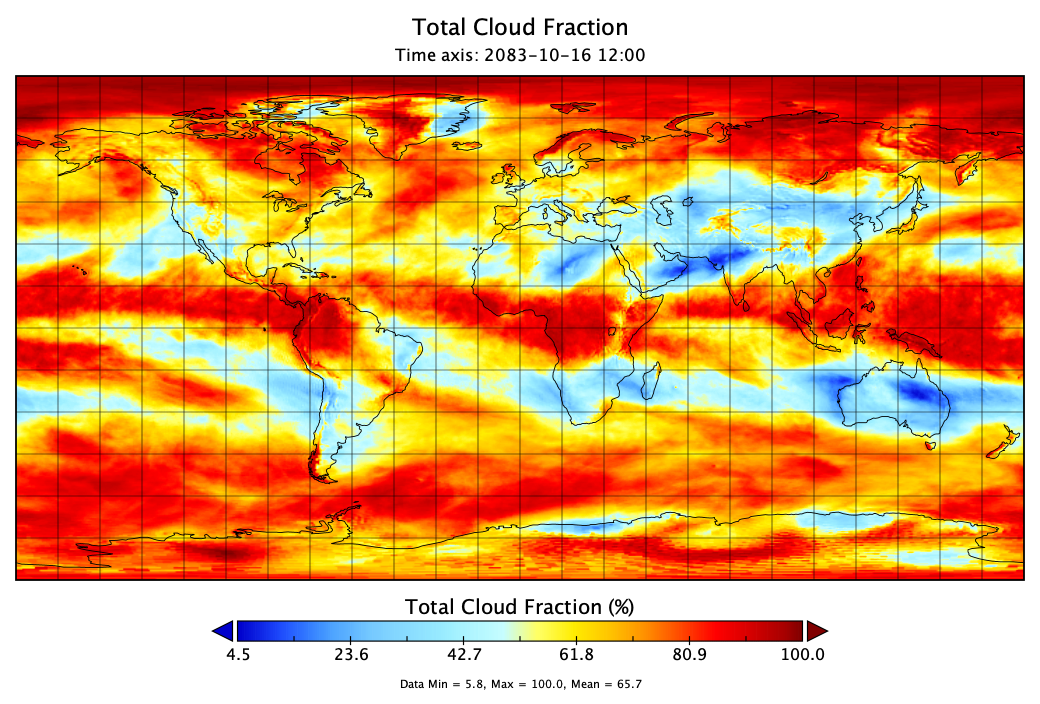 Total Cloud Fraction
Time axis: 2083-10-16 12:00
Total Cloud Fraction (%)
4.5 23.6 42.7 61.8 80.9 100.0
Data Min = 5.8, Max = 100.0, Mean = 65.7